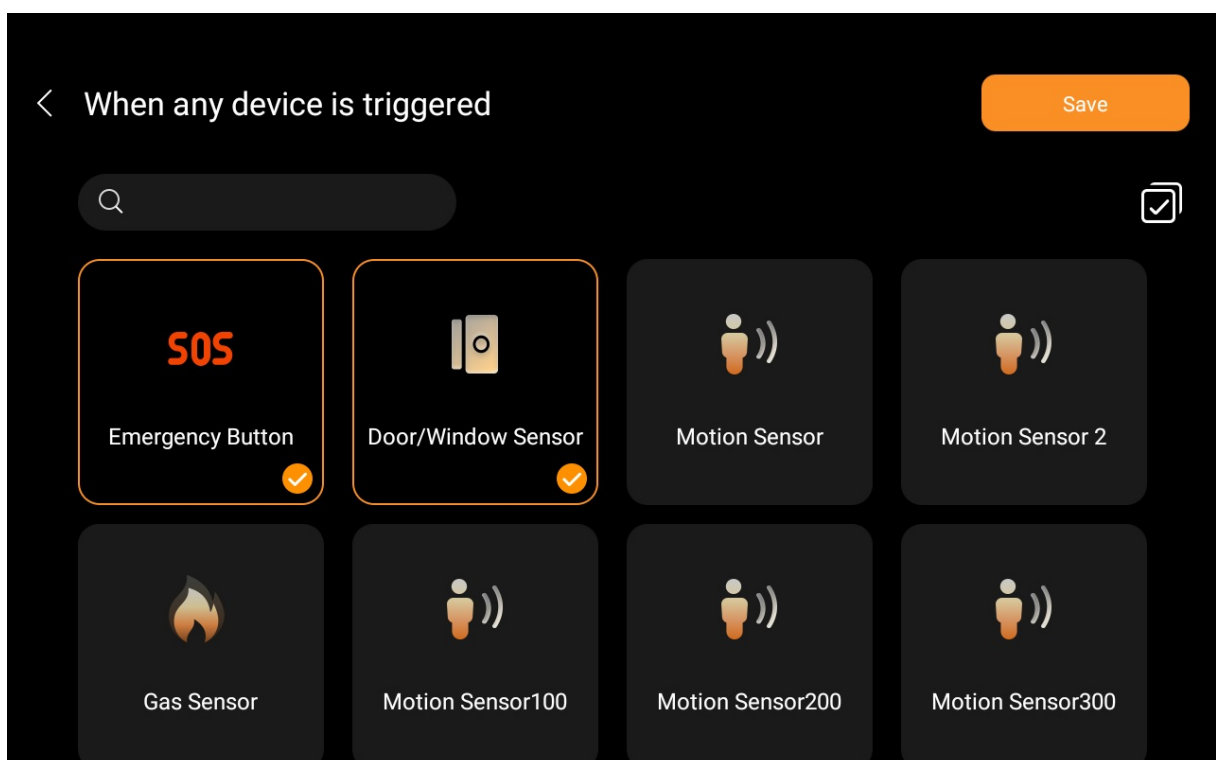 When any device is triggered
Save
SOS
Emergency Button
Door/Window Sensor
Motion Sensor
Motion Sensor 2
Gas Sensor
Motion Sensor100
Motion Sensor200
Motion Sensor300